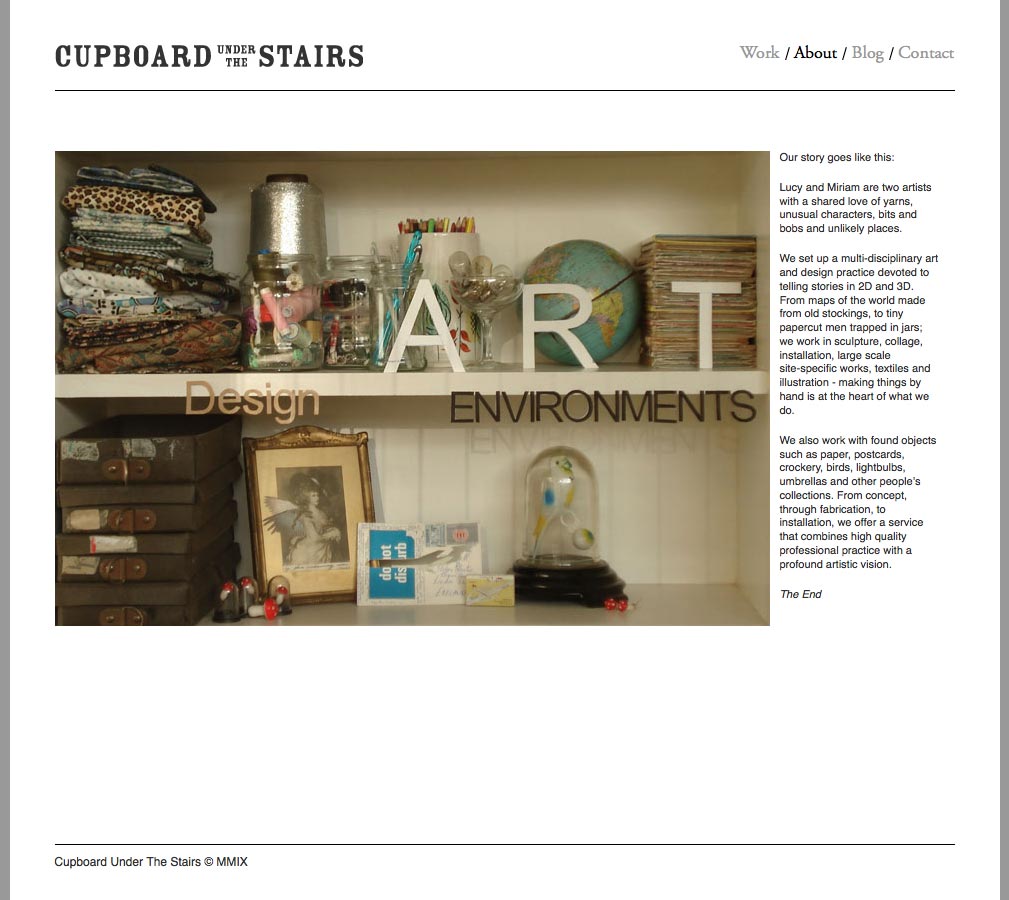 CUPBOARD UNDER THE STAIRS
Work / About / Blog / Contact
Our story goes like this:
Lucy and Miriam are two artists
with a shared love of yarns,
unusual characters, bits and
bobs and unlikely places.
We set up a multi-disciplinary art
and design practice devoted to
telling stories in 2D and 3D.
From maps of the world made
from old stockings, to tiny
papercut men trapped in jars;
we work in sculpture, collage,
installation, large scale
site-specific works, textiles and
illustration - making things by
hand is at the heart of what we
do.
We also work with found objects
such as paper, postcards,
crockery, birds, lightbulbs,
umbrellas and other people's
collections. From concept,
through fabrication, to
installation, we offer a service
that combines high quality
professional practice with a
profound artistic vision.
The End
ART
Design
ENVIRONMENTS
do not
disturb
Cupboard Under The Stairs © MMIX